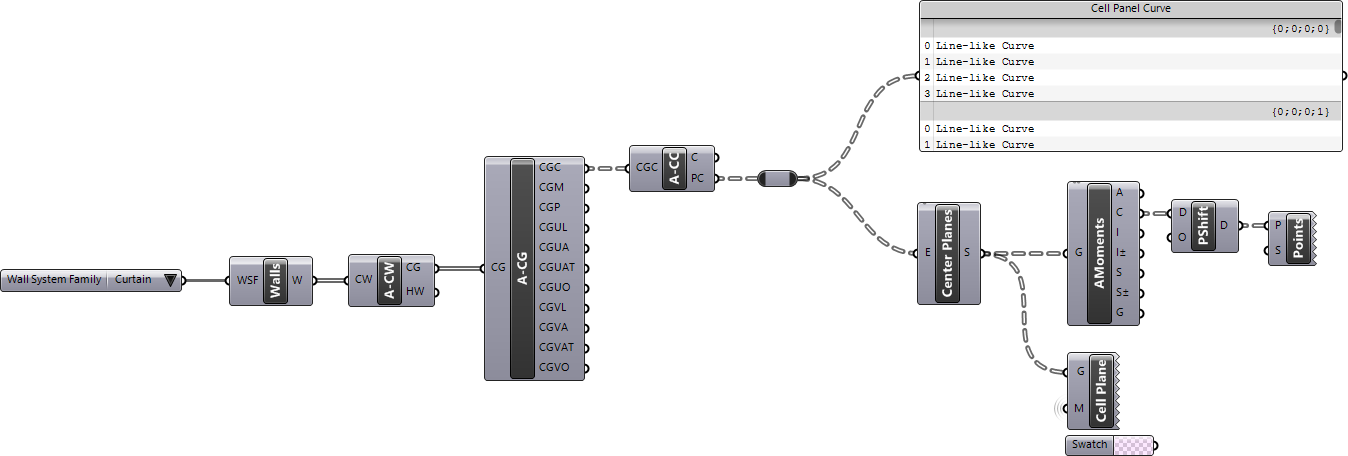 Cell Panel Curve
{0;0;0;0}
0 Line-like Curve
1 Line-like Curve
2 Line-like Curve
3 Line-like Curve
{0;0;0;1}
0 Line-like Curve
1 Line-like Curve
Wall System Family Curtain
WSF Walls W
CW A-CW CG
HW
CG A-CG CGC
CGM
CGP
CGUL
CGUA
CGUAT
CGUO
CGVL
CGVA
CGVAT
CGVO
CGC A-CC C
PC
E Center Planes S
G AMoments A
C
I
I±
S
S±
G
D PShift D
O
P Points
S
G Cell Plane
M
Swatch